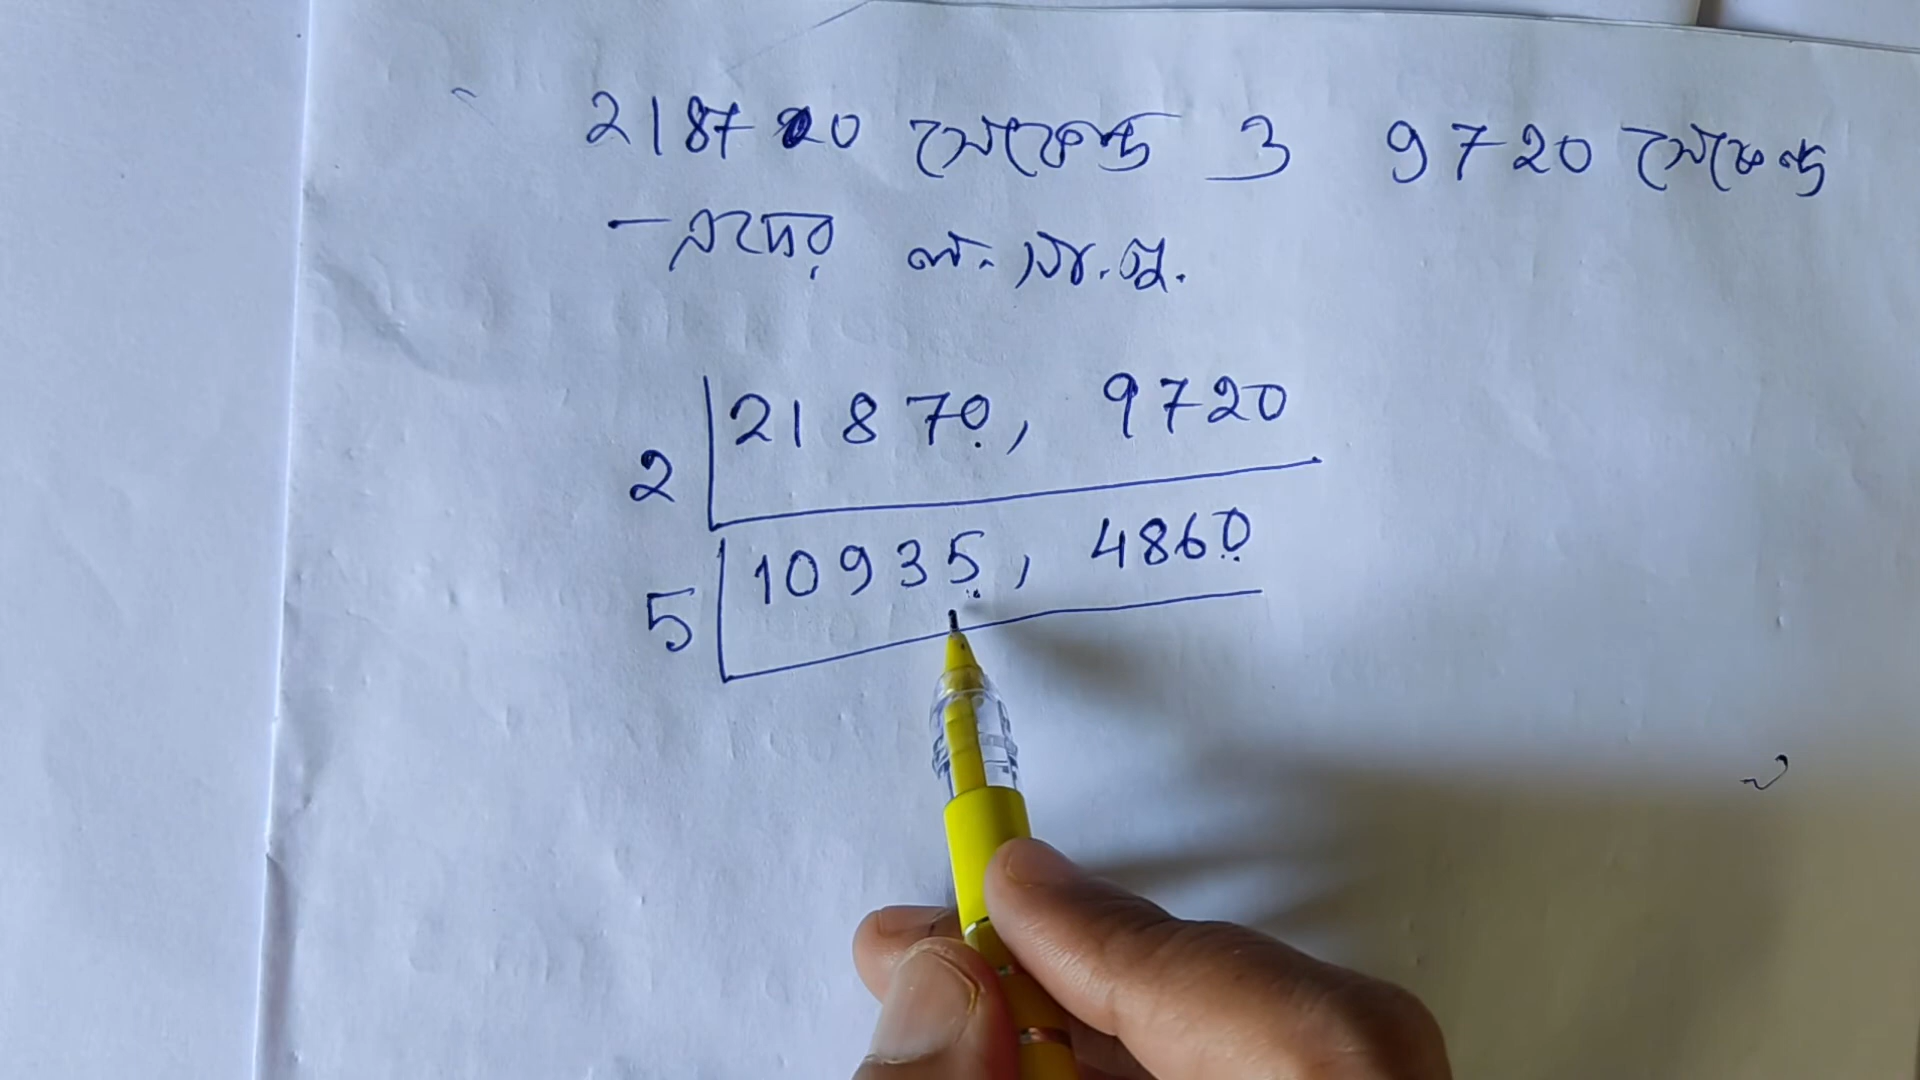 21870 সেকেন্ড ও 9720 সেকেন্ড
— এদের ল. সা. গু.
2 | 21870, 9720
5 | 10935, 4860